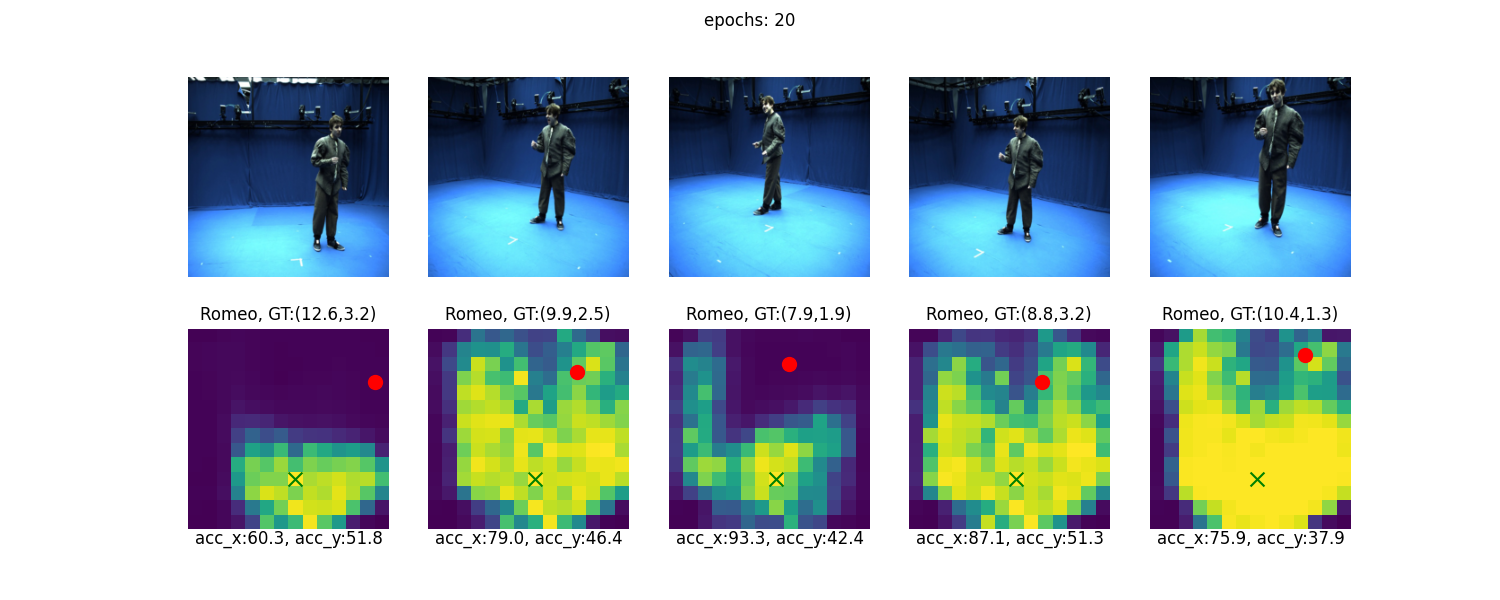 epochs: 20
Romeo, GT:(12.6,3.2)
Romeo, GT:(9.9,2.5)
Romeo, GT:(7.9,1.9)
Romeo, GT:(8.8,3.2)
Romeo, GT:(10.4,1.3)
acc_x:60.3, acc_y:51.8
acc_x:79.0, acc_y:46.4
acc_x:93.3, acc_y:42.4
acc_x:87.1, acc_y:51.3
acc_x:75.9, acc_y:37.9